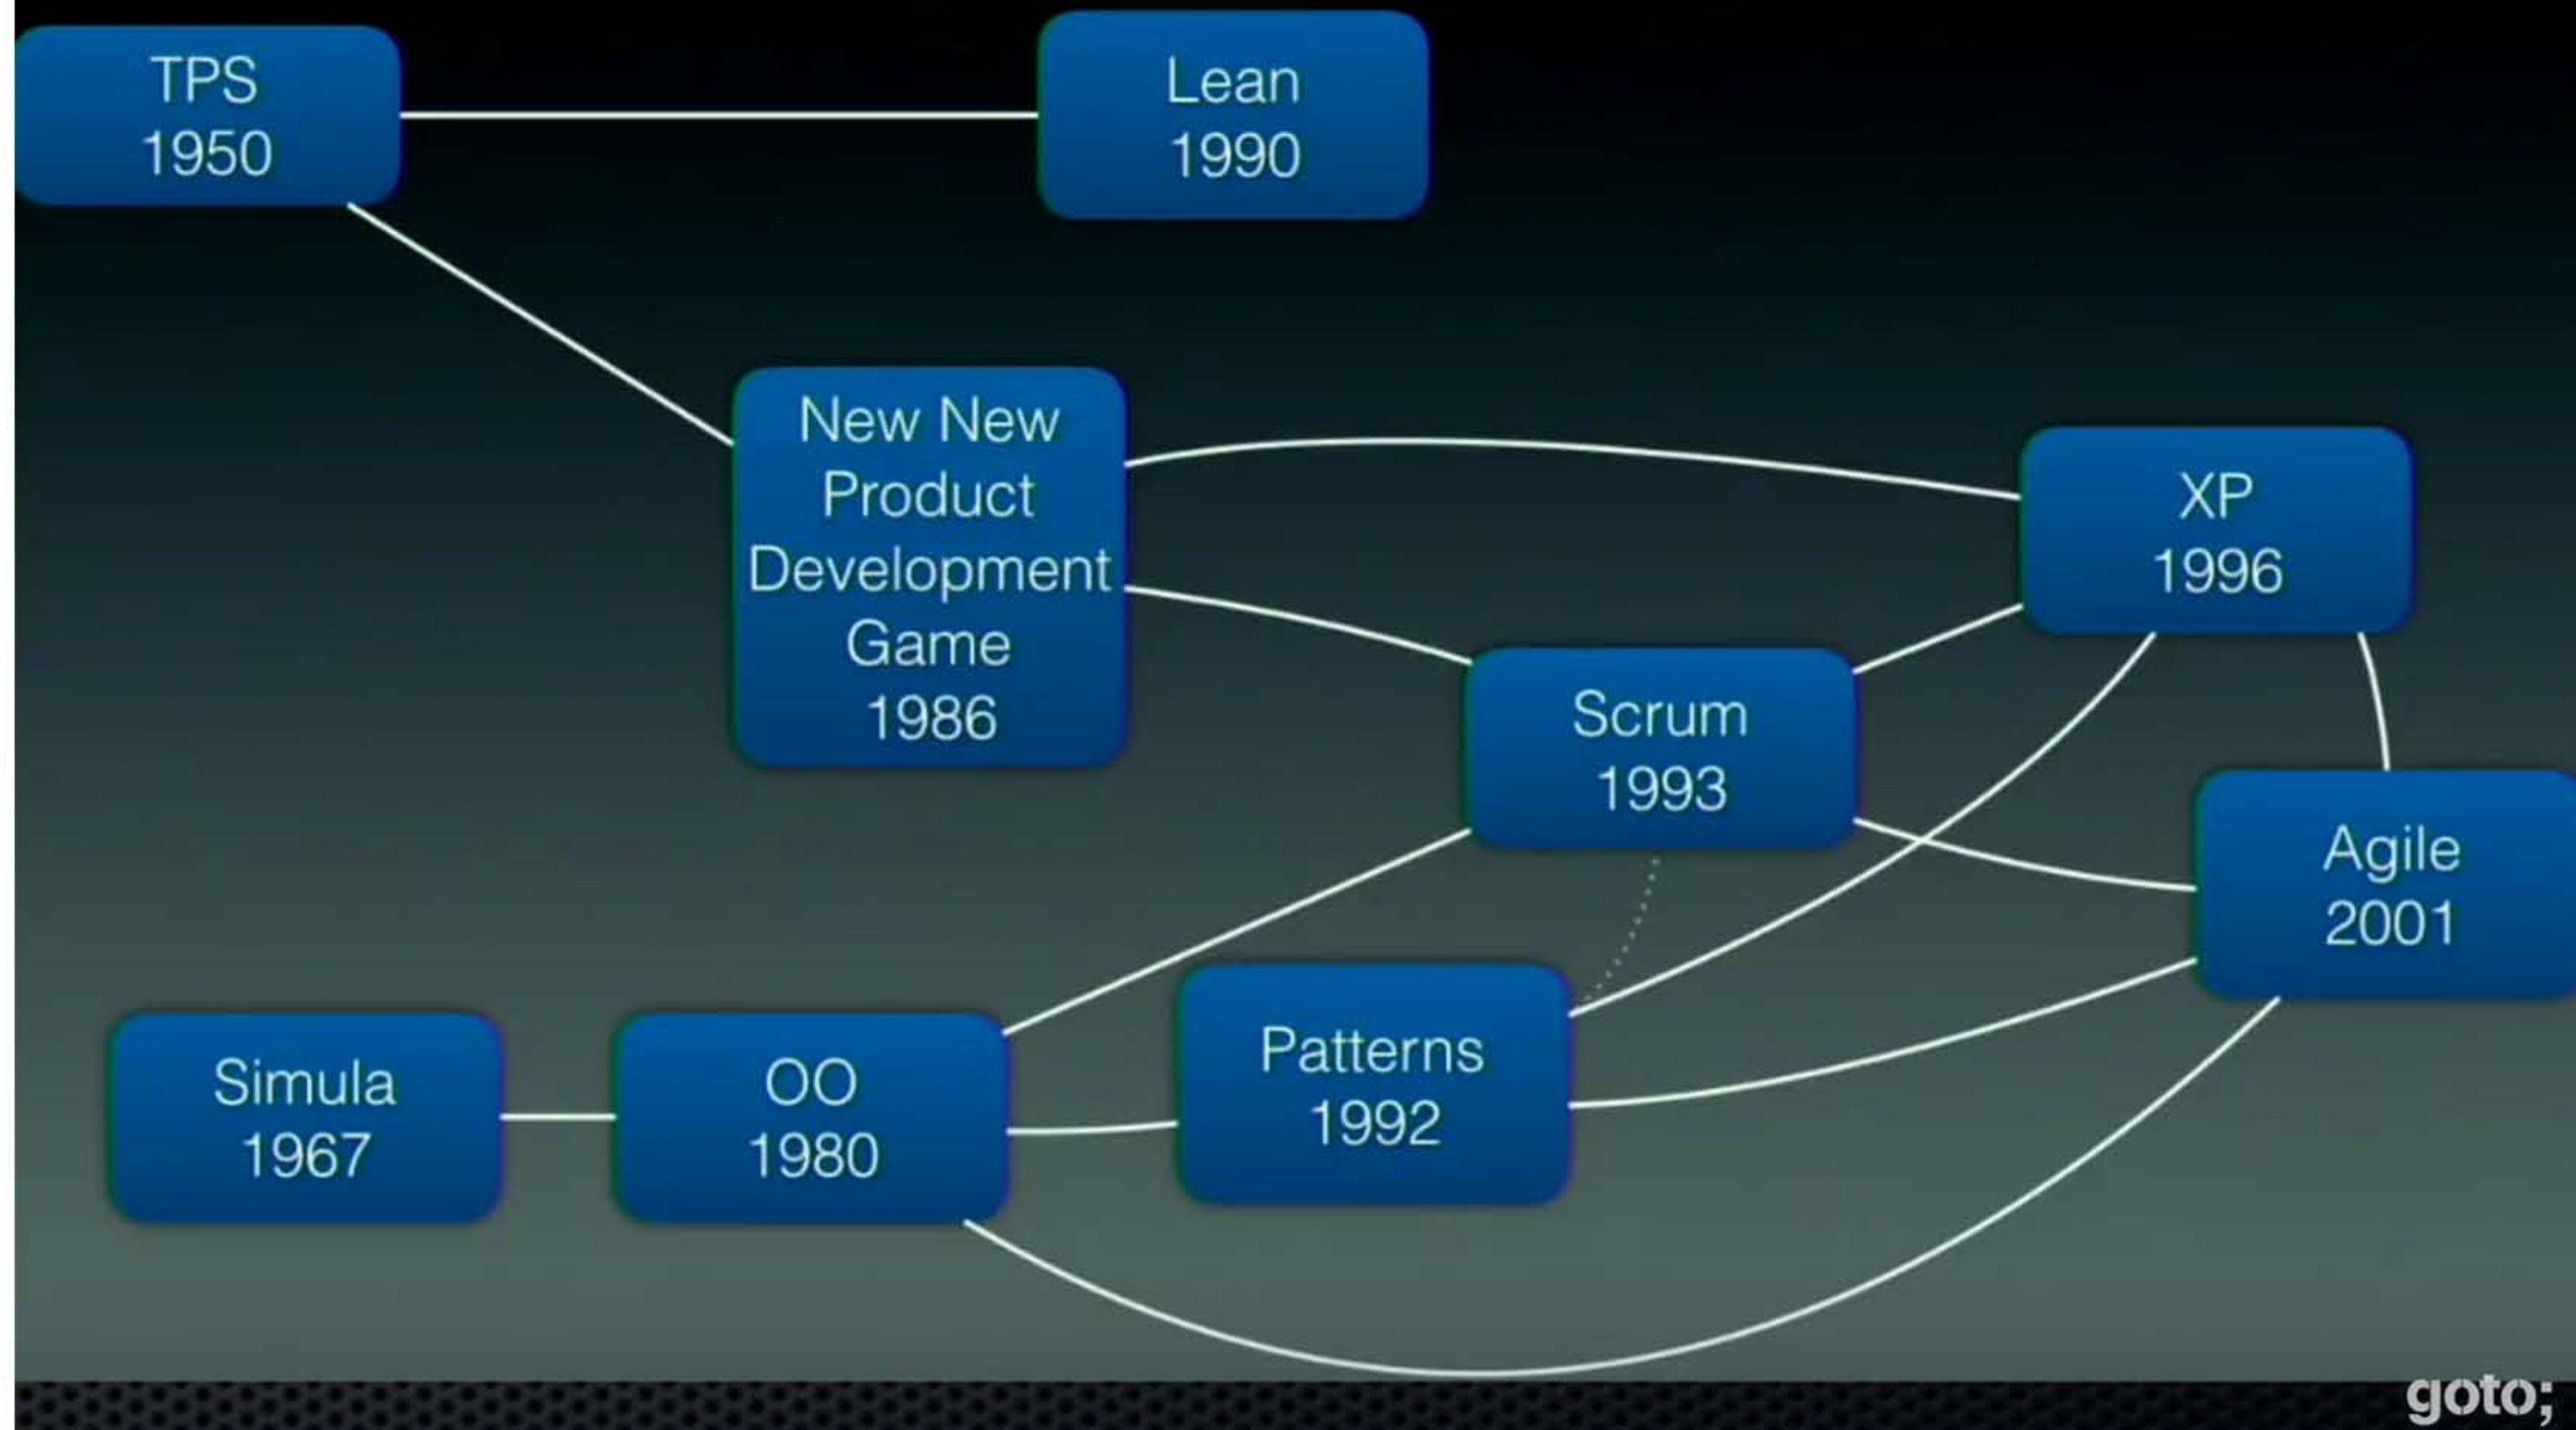 TPS
1950
Lean
1990
New New
Product
Development
Game
1986
XP
1996
Scrum
1993
Agile
2001
Patterns
1992
Simula
1967
OO
1980
goto;